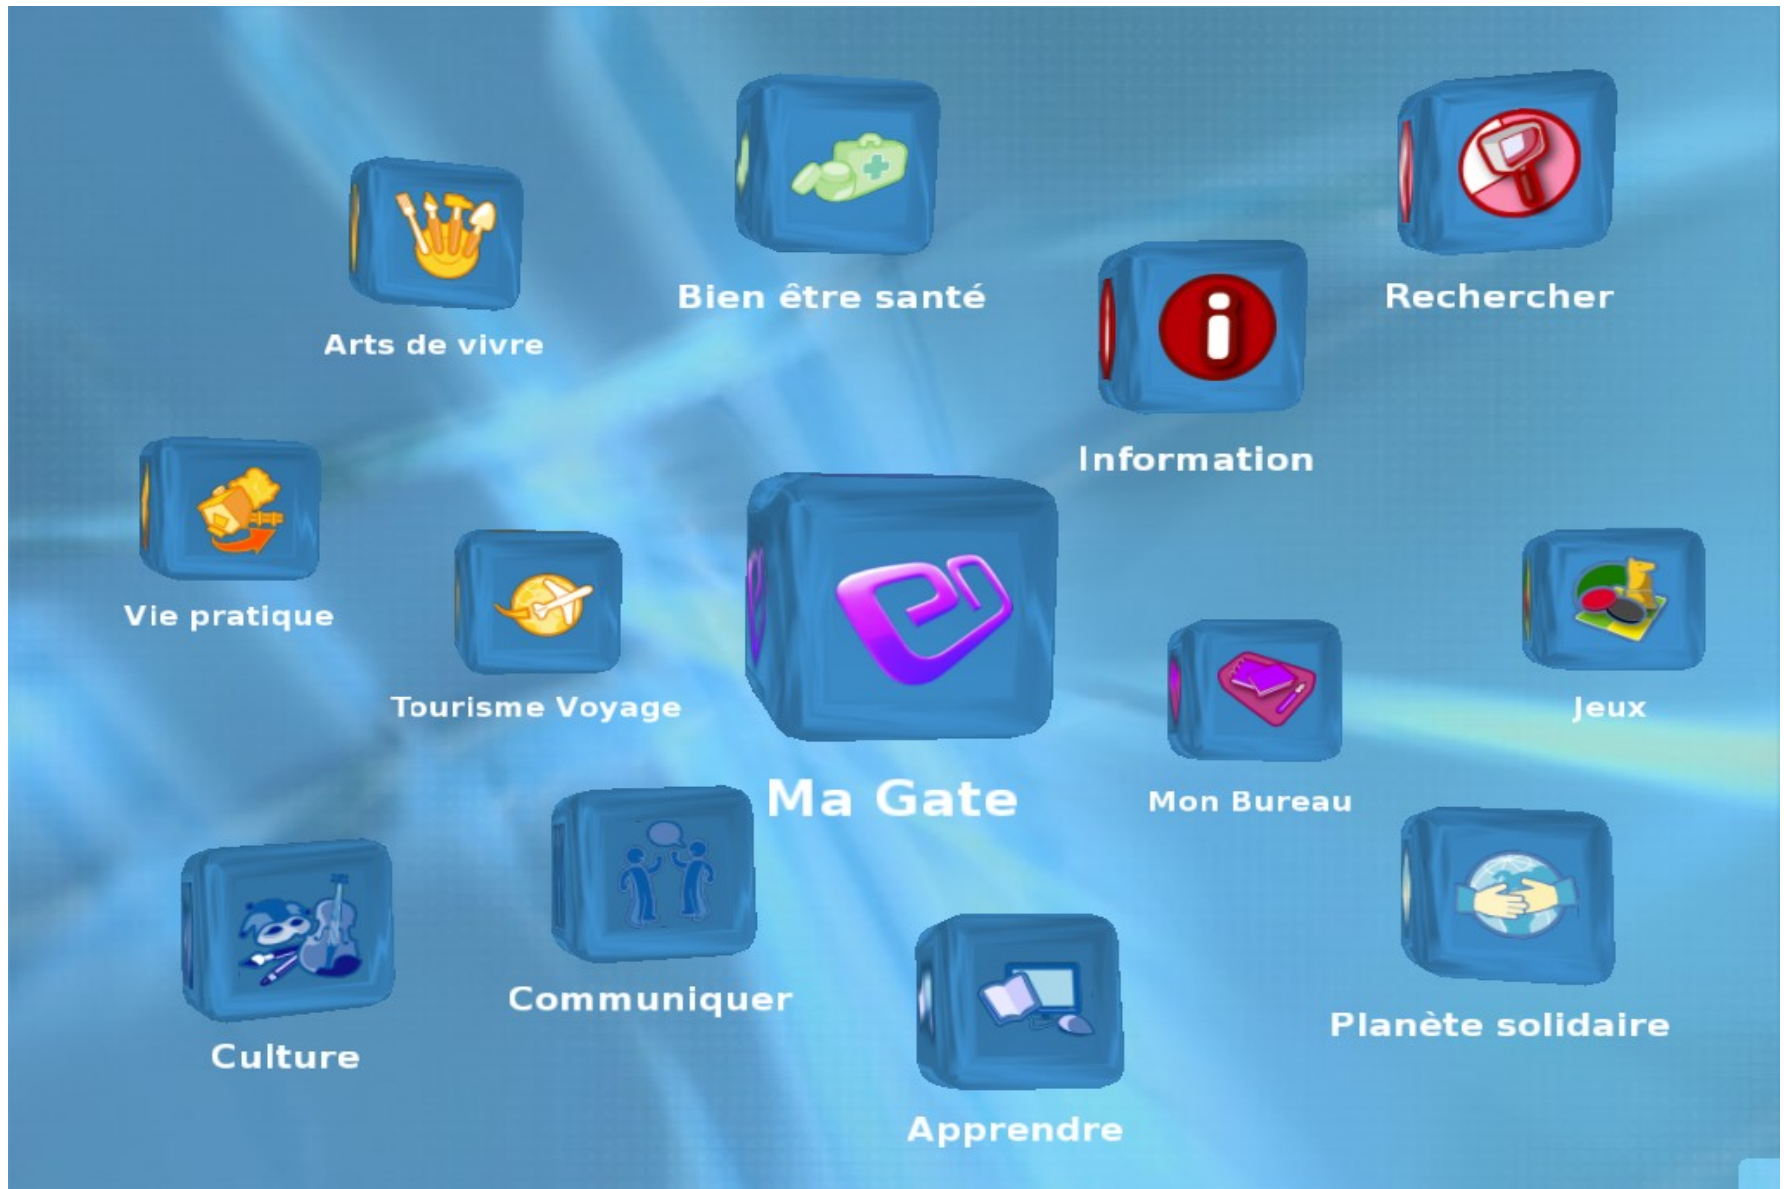 Bien être santé
Rechercher
Arts de vivre
Information
Vie pratique
Tourisme Voyage
Jeux
Ma Gate
Mon Bureau
Communiquer
Planète solidaire
Culture
Apprendre